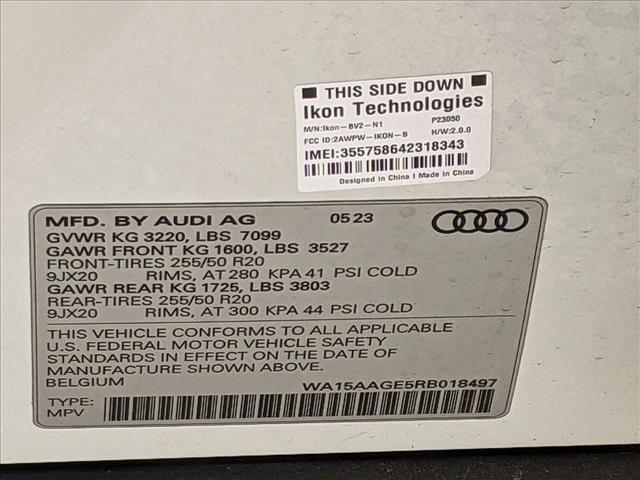 THIS SIDE DOWN
Ikon Technologies
M/N:Ikon-BV2-N1 P23050
FCC ID:2AWPW-IKON-B H/W:2.0.0
IMEI:355758642318343
Designed in China | Made in China
MFD. BY AUDI AG 05 23
GVWR KG 3220, LBS 7099
GAWR FRONT KG 1600, LBS 3527
FRONT-TIRES 255/50 R20
9JX20 RIMS, AT 280 KPA 41 PSI COLD
GAWR REAR KG 1725, LBS 3803
REAR-TIRES 255/50 R20
9JX20 RIMS, AT 300 KPA 44 PSI COLD
THIS VEHICLE CONFORMS TO ALL APPLICABLE
U.S. FEDERAL MOTOR VEHICLE SAFETY
STANDARDS IN EFFECT ON THE DATE OF
MANUFACTURE SHOWN ABOVE.
BELGIUM WA15AAGE5RB018497
TYPE:
MPV